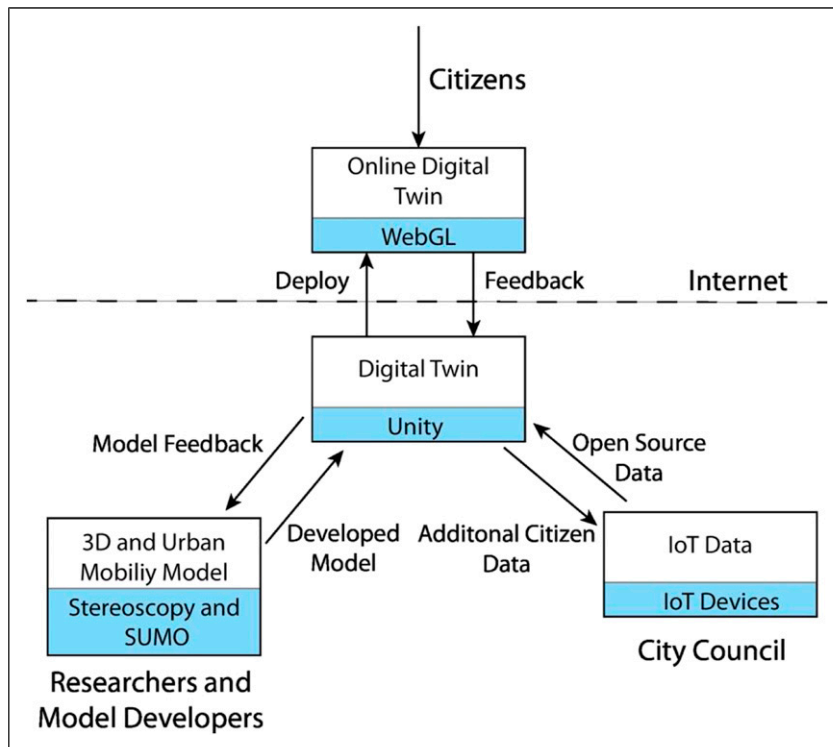 Citizens
Online Digital
Twin
WebGL
Deploy
Feedback
Internet
Digital Twin
Unity
Model Feedback
Open Source
Data
Developed
Model
Additonal Citizen
Data
3D and Urban
Mobiliy Model
Stereoscopy and
SUMO
IoT Data
IoT Devices
Researchers and
Model Developers
City Council